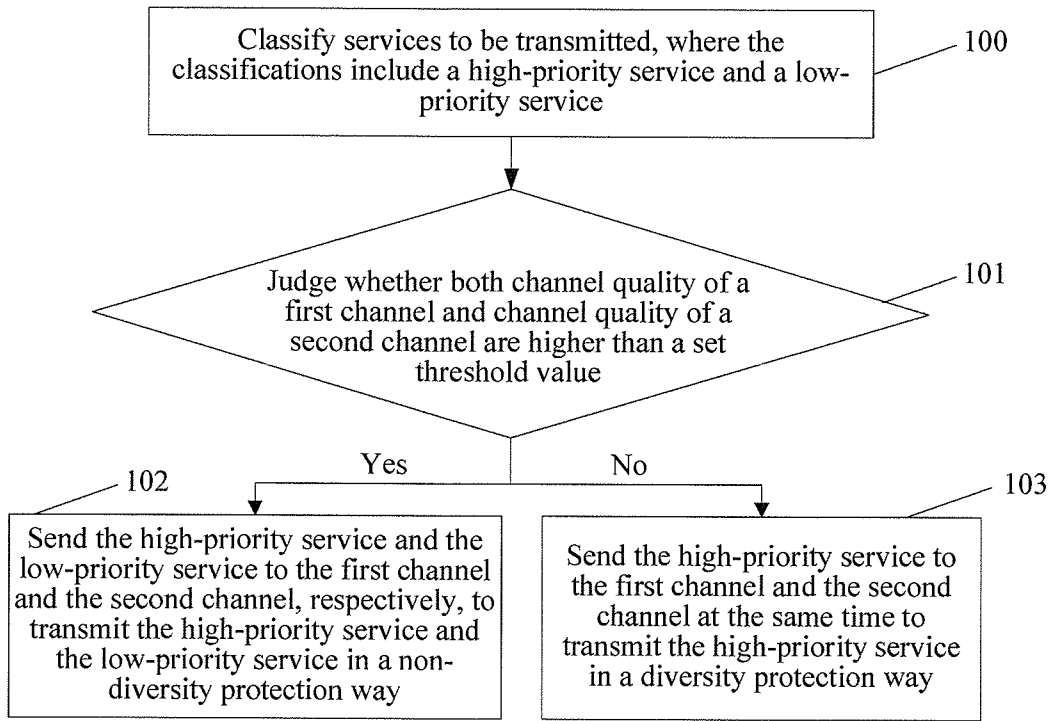 Classify services to be transmitted, where the
classifications include a high-priority service and a low-
priority service
100
Judge whether both channel quality of a
first channel and channel quality of a
second channel are higher than a set
threshold value
101
Yes
No
102
103
Send the high-priority service and the
low-priority service to the first channel
and the second channel, respectively, to
transmit the high-priority service and
the low-priority service in a non-
diversity protection way
Send the high-priority service to
the first channel and the second
channel at the same time to
transmit the high-priority service
in a diversity protection way